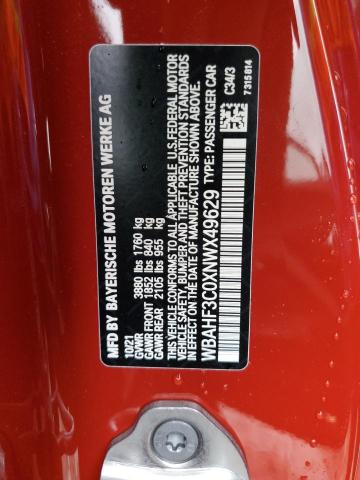 MFD BY BAYERISCHE MOTOREN WERKE AG
10/21
GVWR 3880 lbs 1760 kg
GAWR FRONT 1852 lbs 840 kg
GAWR REAR 2105 lbs 955 kg
THIS VEHICLE CONFORMS TO ALL APPLICABLE U.S. FEDERAL MOTOR
VEHICLE SAFETY, BUMPER AND THEFT PREVENTION STANDARDS
IN EFFECT ON THE DATE OF MANUFACTURE SHOWN ABOVE.
WBAHF3C0XNWX49629 TYPE: PASSENGER CAR
C34/3
7315814